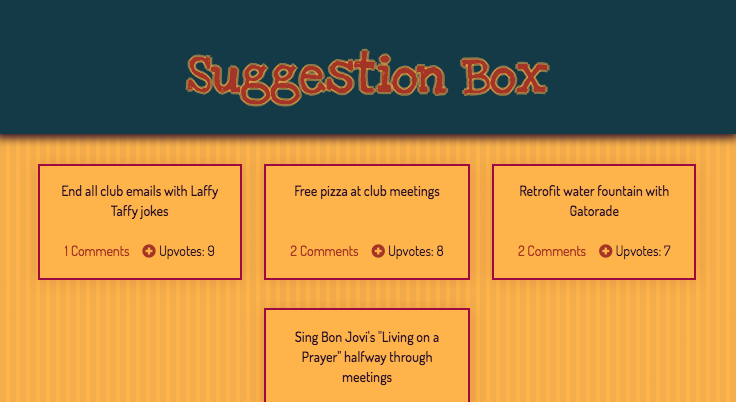 Suggestion Box
End all club emails with Laffy
Taffy jokes
1 Comments Upvotes: 9
Free pizza at club meetings
2 Comments Upvotes: 8
Retrofit water fountain with
Gatorade
2 Comments Upvotes: 7
Sing Bon Jovi's "Living on a
Prayer" halfway through
meetings